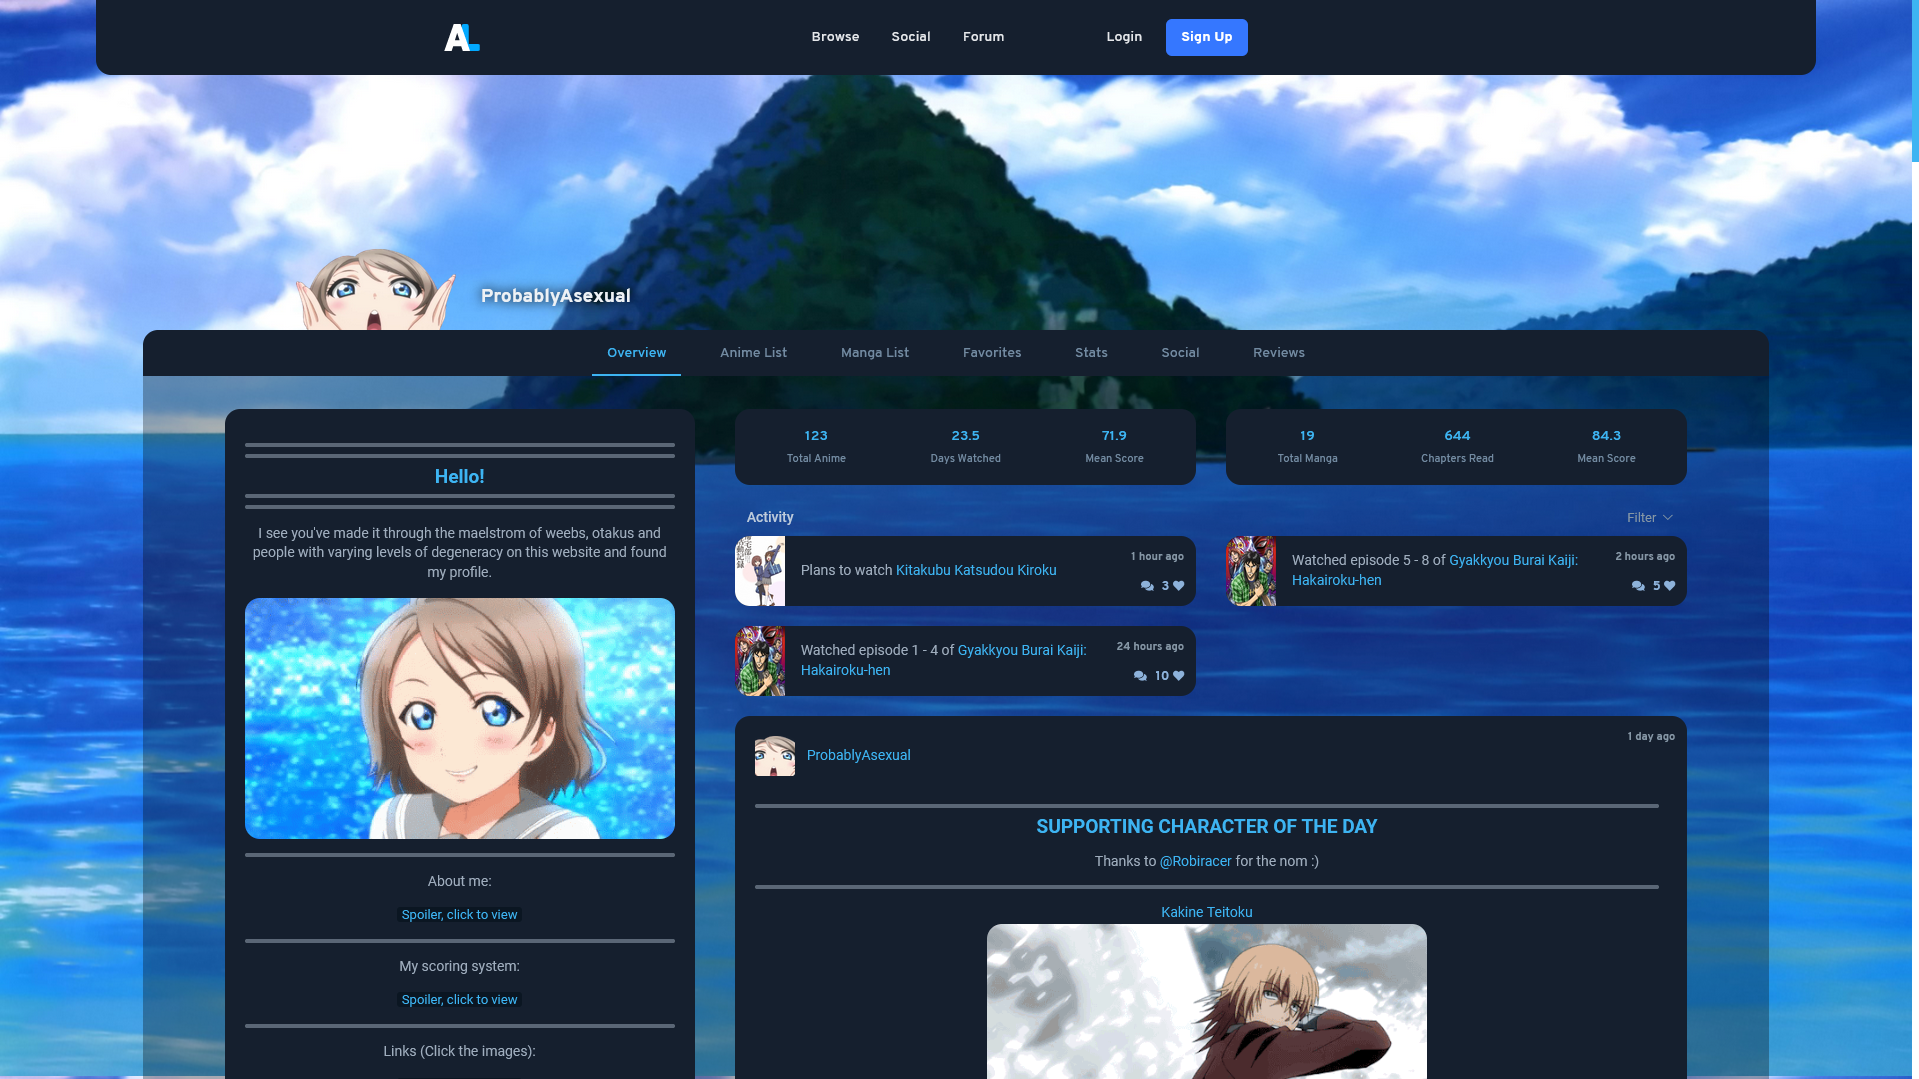 AL
Browse
Social
Forum
Login
Sign Up
ProbablyAsexual
Overview
Anime List
Manga List
Favorites
Stats
Social
Reviews
Hello!
I see you've made it through the maelstrom of weebs, otakus and
people with varying levels of degeneracy on this website and found
my profile.
About me:
Spoiler, click to view
My scoring system:
Spoiler, click to view
Links (Click the images):
123
Total Anime
23.5
Days Watched
71.9
Mean Score
19
Total Manga
644
Chapters Read
84.3
Mean Score
Activity
Filter
Plans to watch Kitakubu Katsudou Kiroku
1 hour ago
3
Watched episode 5 - 8 of Gyakkyou Burai Kaiji:
Hakairoku-hen
2 hours ago
5
Watched episode 1 - 4 of Gyakkyou Burai Kaiji:
Hakairoku-hen
24 hours ago
10
ProbablyAsexual
1 day ago
SUPPORTING CHARACTER OF THE DAY
Thanks to @Robiracer for the nom :)
Kakine Teitoku